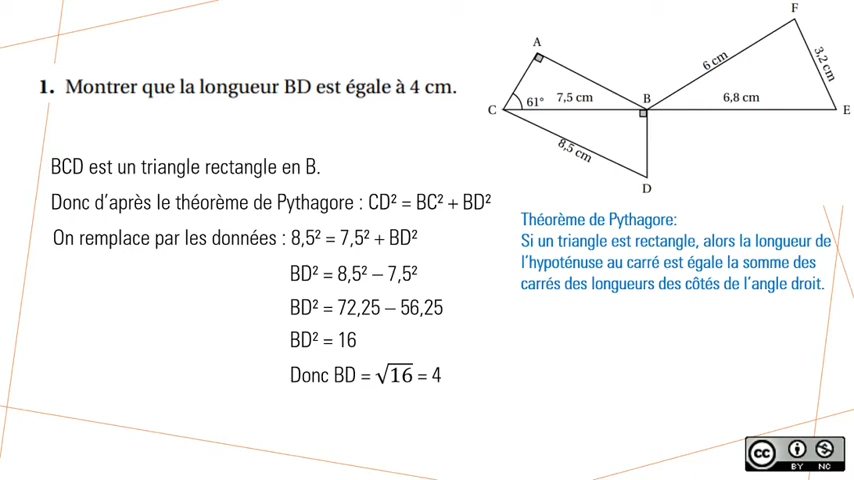 1. Montrer que la longueur BD est égale à 4 cm.
F
A
6 cm
3,2 cm
61°
7,5 cm
B
6,8 cm
C
E
8,5 cm
D
BCD est un triangle rectangle en B.
Donc d'après le théorème de Pythagore : CD² = BC² + BD²
On remplace par les données : 8,5² = 7,5² + BD²
BD² = 8,5² – 7,5²
BD² = 72,25 – 56,25
BD² = 16
Donc BD = √16 = 4
Théorème de Pythagore:
Si un triangle est rectangle, alors la longueur de
l'hypoténuse au carré est égale la somme des
carrés des longueurs des côtés de l'angle droit.
cc
BY NC